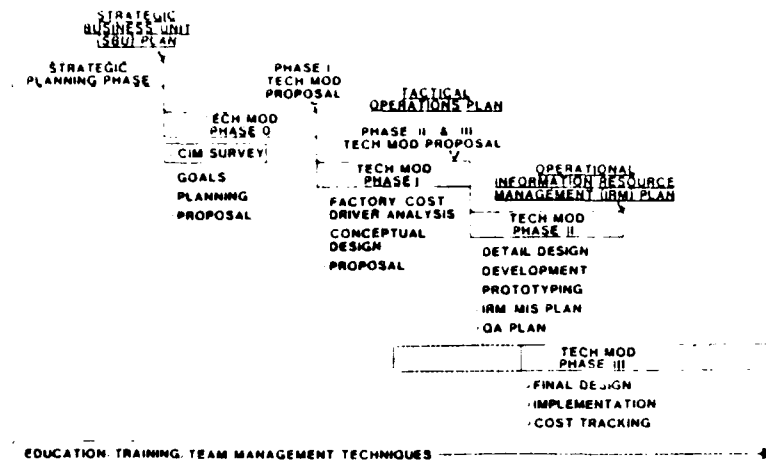 STRATEGIC
BUSINESS UNIT
(SBU) PLAN
STRATEGIC
PLANNING PHASE
PHASE I
TECH MOD
PROPOSAL
TACTICAL
OPERATIONS PLAN
ECH MOD
PHASE 0
PHASE II & III
TECH MOD PROPOSAL
CIM SURVEY
GOALS
PLANNING
PROPOSAL
TECH MOD
PHASE I
OPERATIONAL
INFORMATION RESOURCE
MANAGEMENT (IRM) PLAN
FACTORY COST
DRIVER ANALYSIS
CONCEPTUAL
DESIGN
PROPOSAL
TECH MOD
PHASE II
DETAIL DESIGN
DEVELOPMENT
PROTOTYPING
IRM MIS PLAN
QA PLAN
TECH MOD
PHASE III
FINAL DESIGN
IMPLEMENTATION
COST TRACKING
EDUCATION, TRAINING, TEAM MANAGEMENT TECHNIQUES